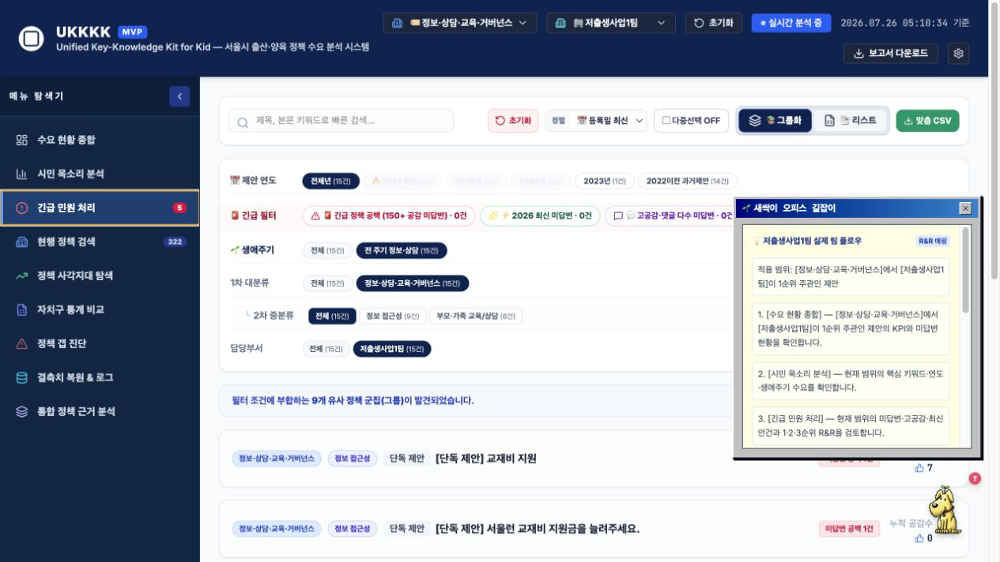 UKKKK MVP
Unified Key-Knowledge Kit for Kid — 서울시 출산·양육 정책 수요 분석 시스템
정보·상담·교육·거버넌스
저출생사업1팀
초기화
실시간 분석 중
2026.07.26 05:10:34 기준
보고서 다운로드
메뉴 탐색기
수요 현황 종합
시민 목소리 분석
긴급 민원 처리 5
현행 정책 검색 322
정책 사각지대 탐색
자치구 통계 비교
정책 갭 진단
결측치 복원 & 로그
통합 정책 근거 분석
제목, 본문 키워드로 빠른 검색...
초기화
정렬 등록일 최신
다중선택 OFF
그룹화
리스트
맞춤 CSV
제안 연도 전체년 (15건) 2026 최신 2025년 2024년 2023년 (1건) 2022이전 과거제안 (14건)
긴급 필터 긴급 정책 공백 (150+ 공감 미답변) · 0건 2026 최신 미답변 · 0건 고공감·댓글 다수 미답변 · 0건
생애주기 전체 (15건) 전 주기 정보·상담 (15건)
1차 대분류 전체 (15건) 정보·상담·교육·거버넌스 (15건)
└ 2차 중분류 전체 (15건) 정보 접근성 (9건) 부모·가족 교육/상담 (6건)
담당부서 전체 (15건) 저출생사업1팀 (15건)
필터 조건에 부합하는 9개 유사 정책 군집(그룹)이 발견되었습니다.
정보·상담·교육·거버넌스 정보 접근성 단독 제안 [단독 제안] 교재비 지원
7
정보·상담·교육·거버넌스 정보 접근성 단독 제안 [단독 제안] 서울런 교재비 지원금을 늘려주세요.
미답변 공백 1건
누적 공감수
0
새싹이 오피스 길잡이
저출생사업1팀 실제 팀 플로우 R&R 매핑
적용 범위: [정보·상담·교육·거버넌스]에서 [저출생사업1
팀]이 1순위 주관인 제안
1. [수요 현황 종합] — [정보·상담·교육·거버넌스]에서
[저출생사업1팀]이 1순위 주관인 제안의 KPI와 미답변
현황을 확인합니다.
2. [시민 목소리 분석] — 현재 범위의 핵심 키워드·연도
·생애주기 수요를 확인합니다.
3. [긴급 민원 처리] — 현재 범위의 미답변·고공감·최신
안건과 1·2·3순위 R&R을 검토합니다.
?